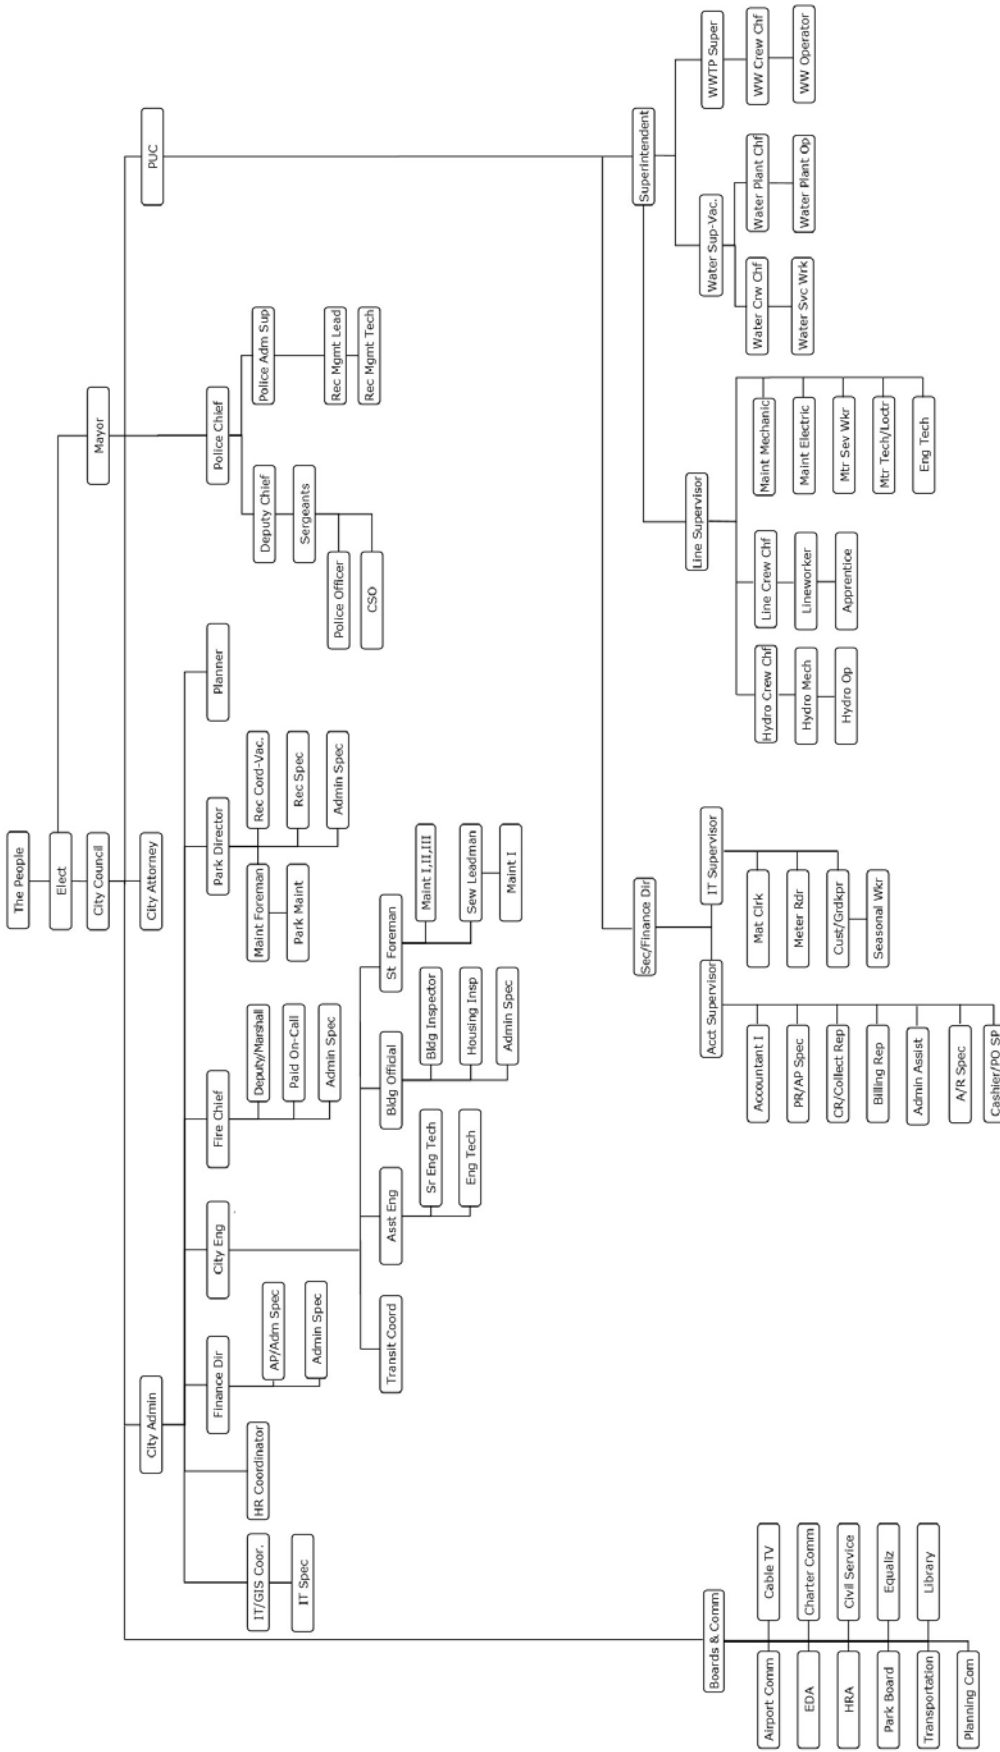 The People
Elect
City Council
Mayor
City Attorney
City Admin
PUC
IT/GIS Coor.
IT Spec
HR Coordinator
Finance Dir
AP/Adm Spec
Admin Spec
City Eng
Transit Coord
Asst Eng
Sr Eng Tech
Eng Tech
Bldg Official
Bldg Inspector
Housing Insp
Admin Spec
St Foreman
Maint I,II,III
Sew Leadman
Maint I
Fire Chief
Deputy/Marshall
Paid On-Call
Admin Spec
Park Director
Maint Foreman
Park Maint
Rec Cord-Vac.
Rec Spec
Admin Spec
Planner
Police Chief
Deputy Chief
Sergeants
Police Officer
CSO
Police Adm Sup
Rec Mgmt Lead
Rec Mgmt Tech
Boards & Comm
Airport Comm
Cable TV
EDA
Charter Comm
HRA
Civil Service
Park Board
Equaliz
Transportation
Library
Planning Com
Sec/Finance Dir
Acct Supervisor
Accountant I
PR/AP Spec
CR/Collect Rep
Billing Rep
Admin Assist
A/R Spec
Cashier/PO SP
IT Supervisor
Mat Clrk
Meter Rdr
Cust/Grdkpr
Seasonal Wkr
Superintendent
Line Supervisor
Hydro Crew Chf
Hydro Mech
Hydro Op
Line Crew Chf
Lineworker
Apprentice
Maint Mechanic
Maint Electric
Mtr Sev Wkr
Mtr Tech/Loctr
Eng Tech
Water Sup-Vac.
Water Crw Chf
Water Svc Wrk
Water Plant Chf
Water Plant Op
WWTP Super
WW Crew Chf
WW Operator